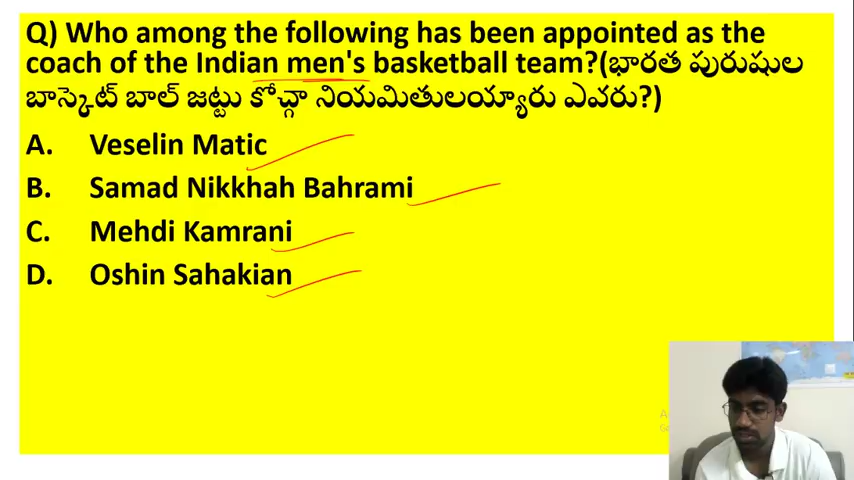 Q) Who among the following has been appointed as the
coach of the Indian men's basketball team?(భారత పురుషుల
బాస్కెట్ బాల్ జట్టు కోచ్గా నియమితులయ్యారు ఎవరు?)
A. Veselin Matic
B. Samad Nikkhah Bahrami
C. Mehdi Kamrani
D. Oshin Sahakian